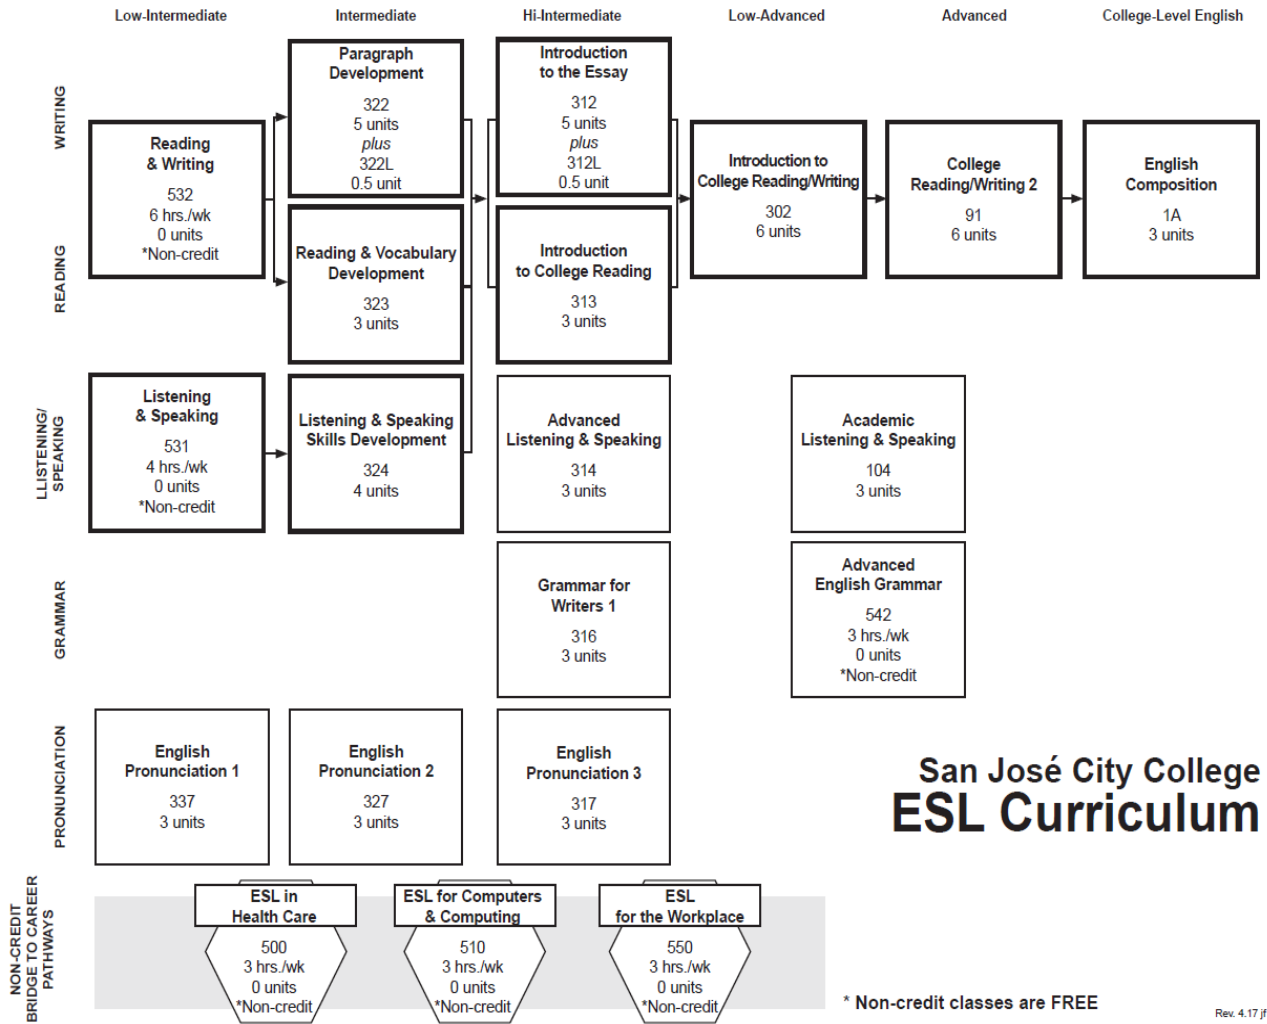 Low-Intermediate
Intermediate
Hi-Intermediate
Low-Advanced
Advanced
College-Level English
WRITING
READING
LLISTENING/
SPEAKING
GRAMMAR
PRONUNCIATION
NON-CREDIT
BRIDGE TO CAREER
PATHWAYS
Reading
& Writing
532
6 hrs./wk
0 units
*Non-credit
Paragraph
Development
322
5 units
plus
322L
0.5 unit
Introduction
to the Essay
312
5 units
plus
312L
0.5 unit
Introduction to
College Reading/Writing
302
6 units
College
Reading/Writing 2
91
6 units
English
Composition
1A
3 units
Reading & Vocabulary
Development
323
3 units
Introduction
to College Reading
313
3 units
Listening
& Speaking
531
4 hrs./wk
0 units
*Non-credit
Listening & Speaking
Skills Development
324
4 units
Advanced
Listening & Speaking
314
3 units
Academic
Listening & Speaking
104
3 units
Grammar for
Writers 1
316
3 units
Advanced
English Grammar
542
3 hrs./wk
0 units
*Non-credit
English
Pronunciation 1
337
3 units
English
Pronunciation 2
327
3 units
English
Pronunciation 3
317
3 units
San José City College
ESL Curriculum
ESL in
Health Care
500
3 hrs./wk
0 units
*Non-credit
ESL for Computers
& Computing
510
3 hrs./wk
0 units
*Non-credit
ESL
for the Workplace
550
3 hrs./wk
0 units
*Non-credit
* Non-credit classes are FREE
Rev. 4.17 jf